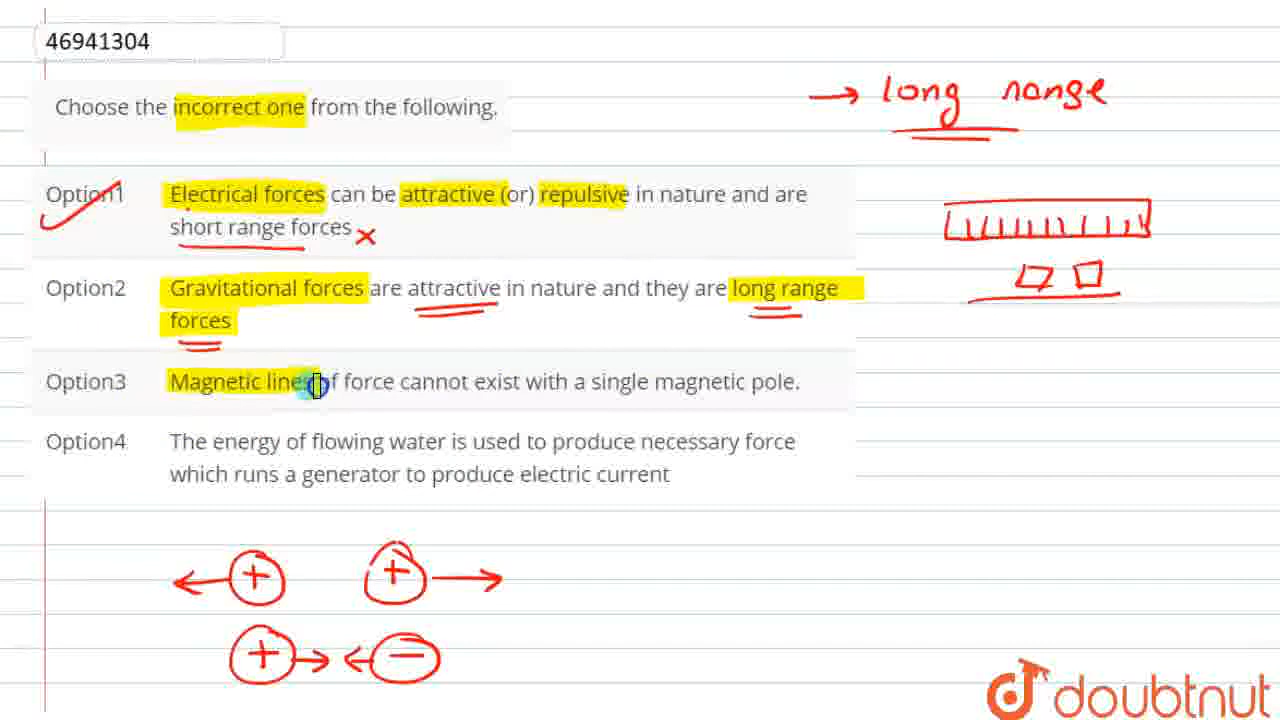 46941304
Choose the incorrect one from the following.
→ long range
Option1 Electrical forces can be attractive (or) repulsive in nature and are
short range forces x
Option2 Gravitational forces are attractive in nature and they are long range
forces
Option3 Magnetic lines of force cannot exist with a single magnetic pole.
Option4 The energy of flowing water is used to produce necessary force
which runs a generator to produce electric current
+ +
+ −
doubtnut